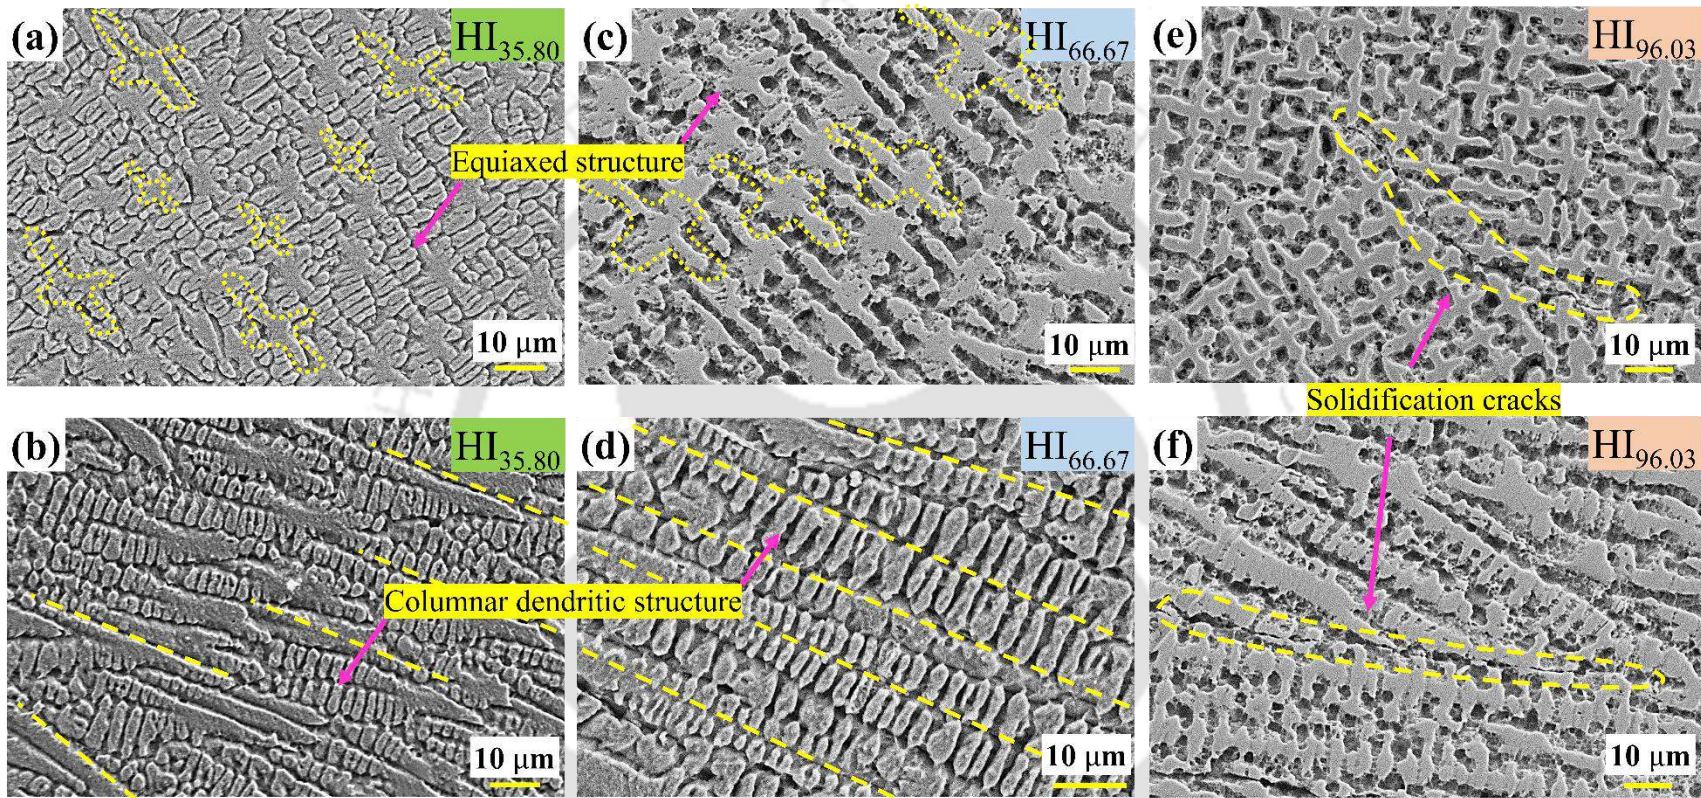 (a)
HI35.80
(c)
HI66.67
(e)
HI96.03
Equiaxed structure
10 μm
10 μm
10 μm
Solidification cracks
(b)
HI35.80
(d)
HI66.67
(f)
HI96.03
Columnar dendritic structure
10 μm
10 μm
10 μm